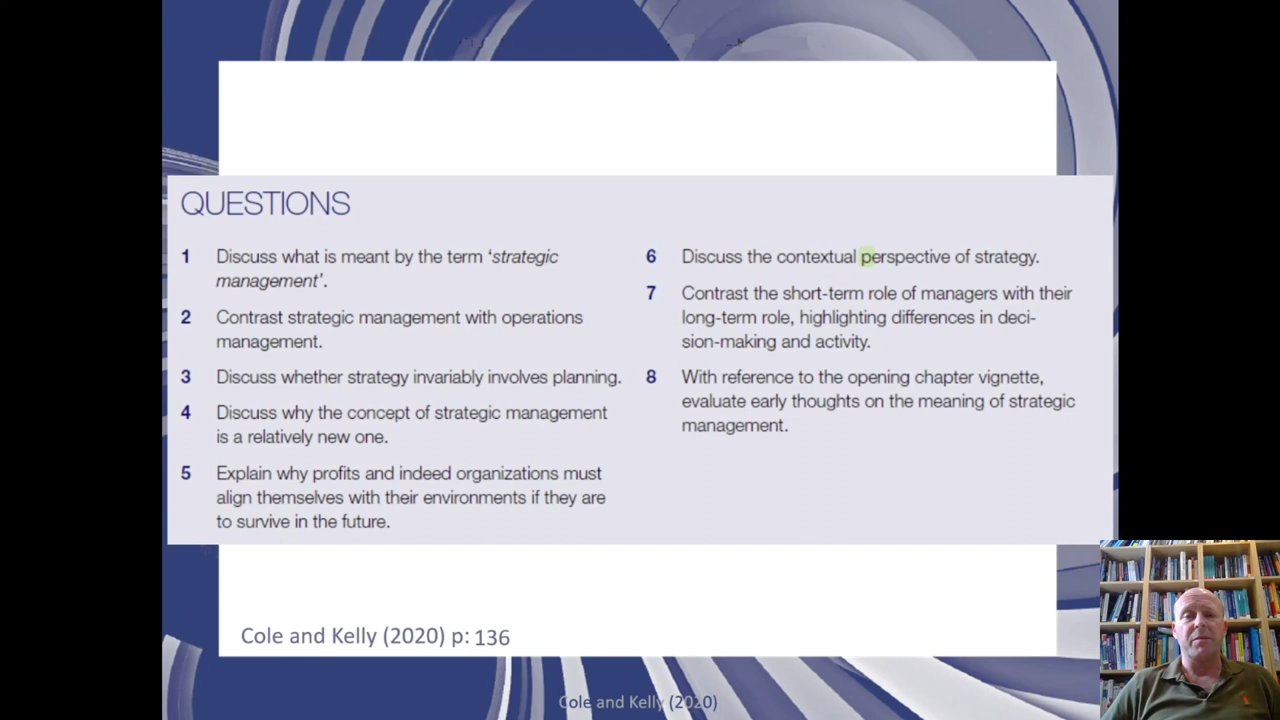 QUESTIONS
1 Discuss what is meant by the term ‘strategic
management’.
2 Contrast strategic management with operations
management.
3 Discuss whether strategy invariably involves planning.
4 Discuss why the concept of strategic management
is a relatively new one.
5 Explain why profits and indeed organizations must
align themselves with their environments if they are
to survive in the future.
6 Discuss the contextual perspective of strategy.
7 Contrast the short-term role of managers with their
long-term role, highlighting differences in deci-
sion-making and activity.
8 With reference to the opening chapter vignette,
evaluate early thoughts on the meaning of strategic
management.
Cole and Kelly (2020) p: 136
Cole and Kelly (2020)